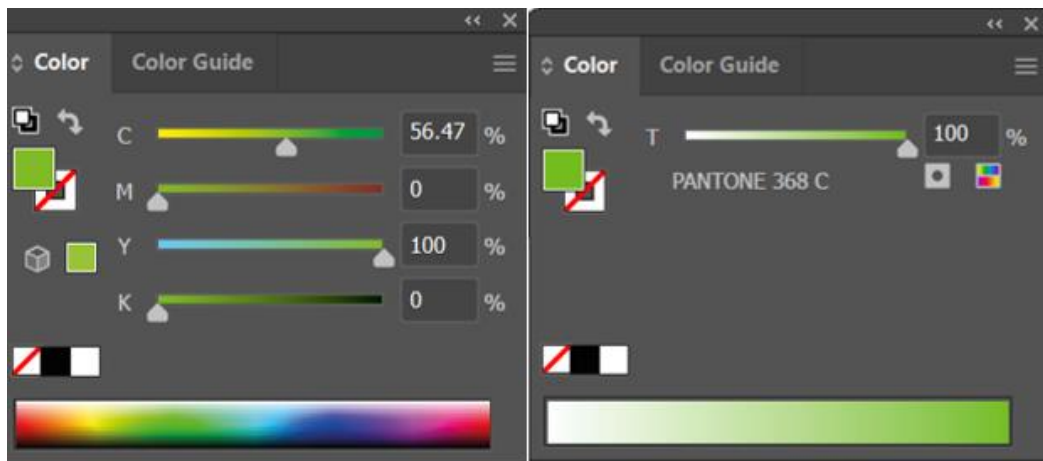 Color Color Guide
C 56.47 %
M 0 %
Y 100 %
K 0 %
Color Color Guide
T 100 %
PANTONE 368 C